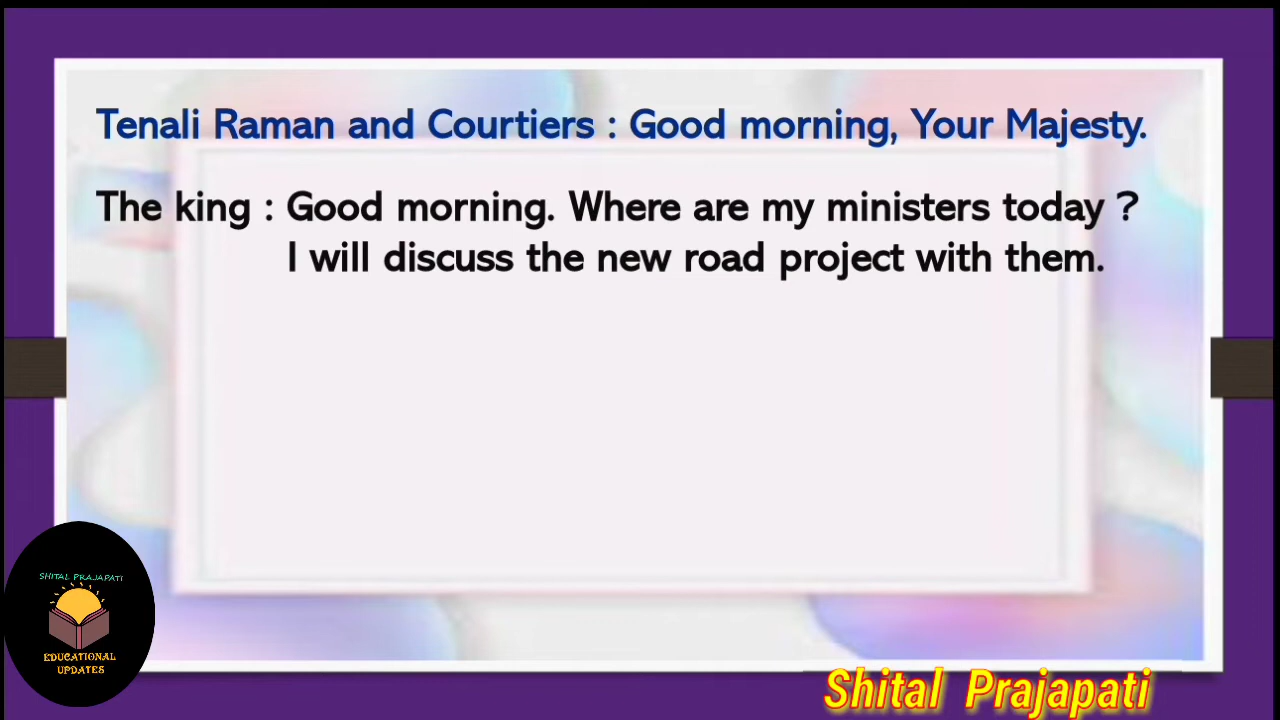 Tenali Raman and Courtiers : Good morning, Your Majesty.
The king : Good morning. Where are my ministers today ?
I will discuss the new road project with them.
SHITAL PRAJAPATI
EDUCATIONAL
UPDATES
Shital Prajapati